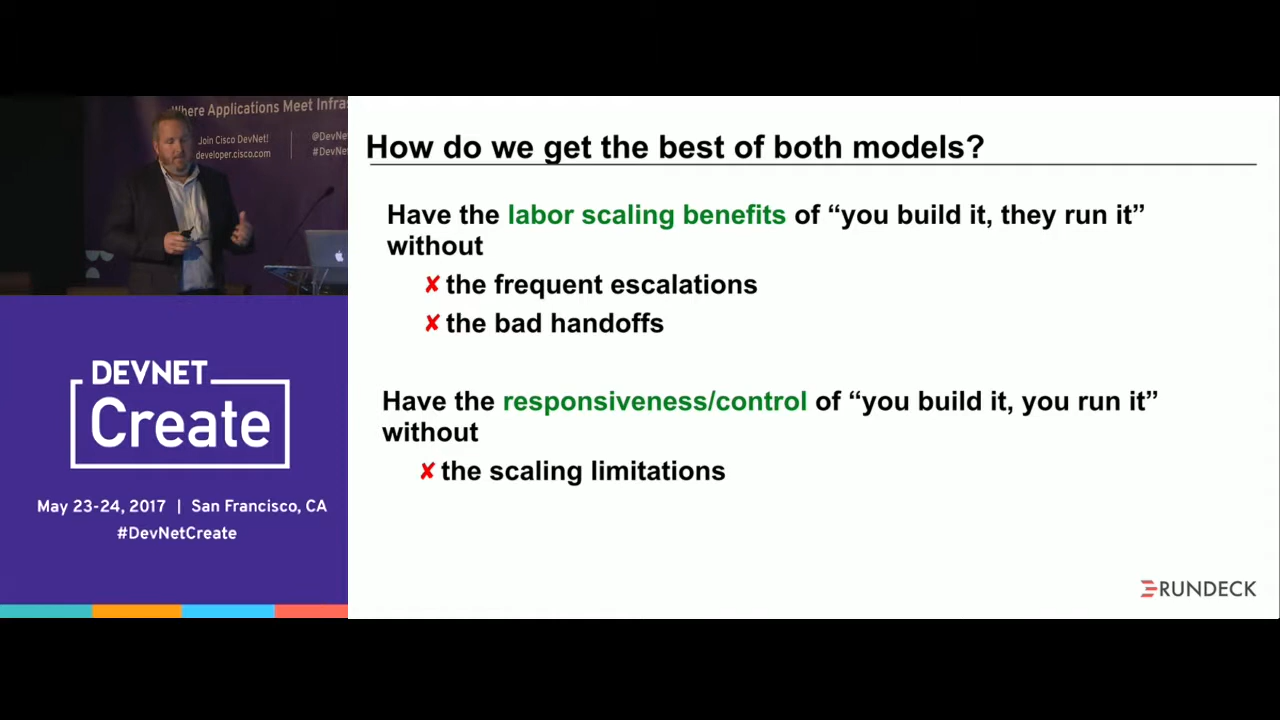 Where Applications Meet Infras
Join Cisco DevNet!
developer.cisco.com
@DevNe
#DevNe
DEVNET
Create
May 23-24, 2017 | San Francisco, CA
#DevNetCreate
How do we get the best of both models?
Have the labor scaling benefits of “you build it, they run it”
without
✘ the frequent escalations
✘ the bad handoffs
Have the responsiveness/control of “you build it, you run it”
without
✘ the scaling limitations
RUNDECK